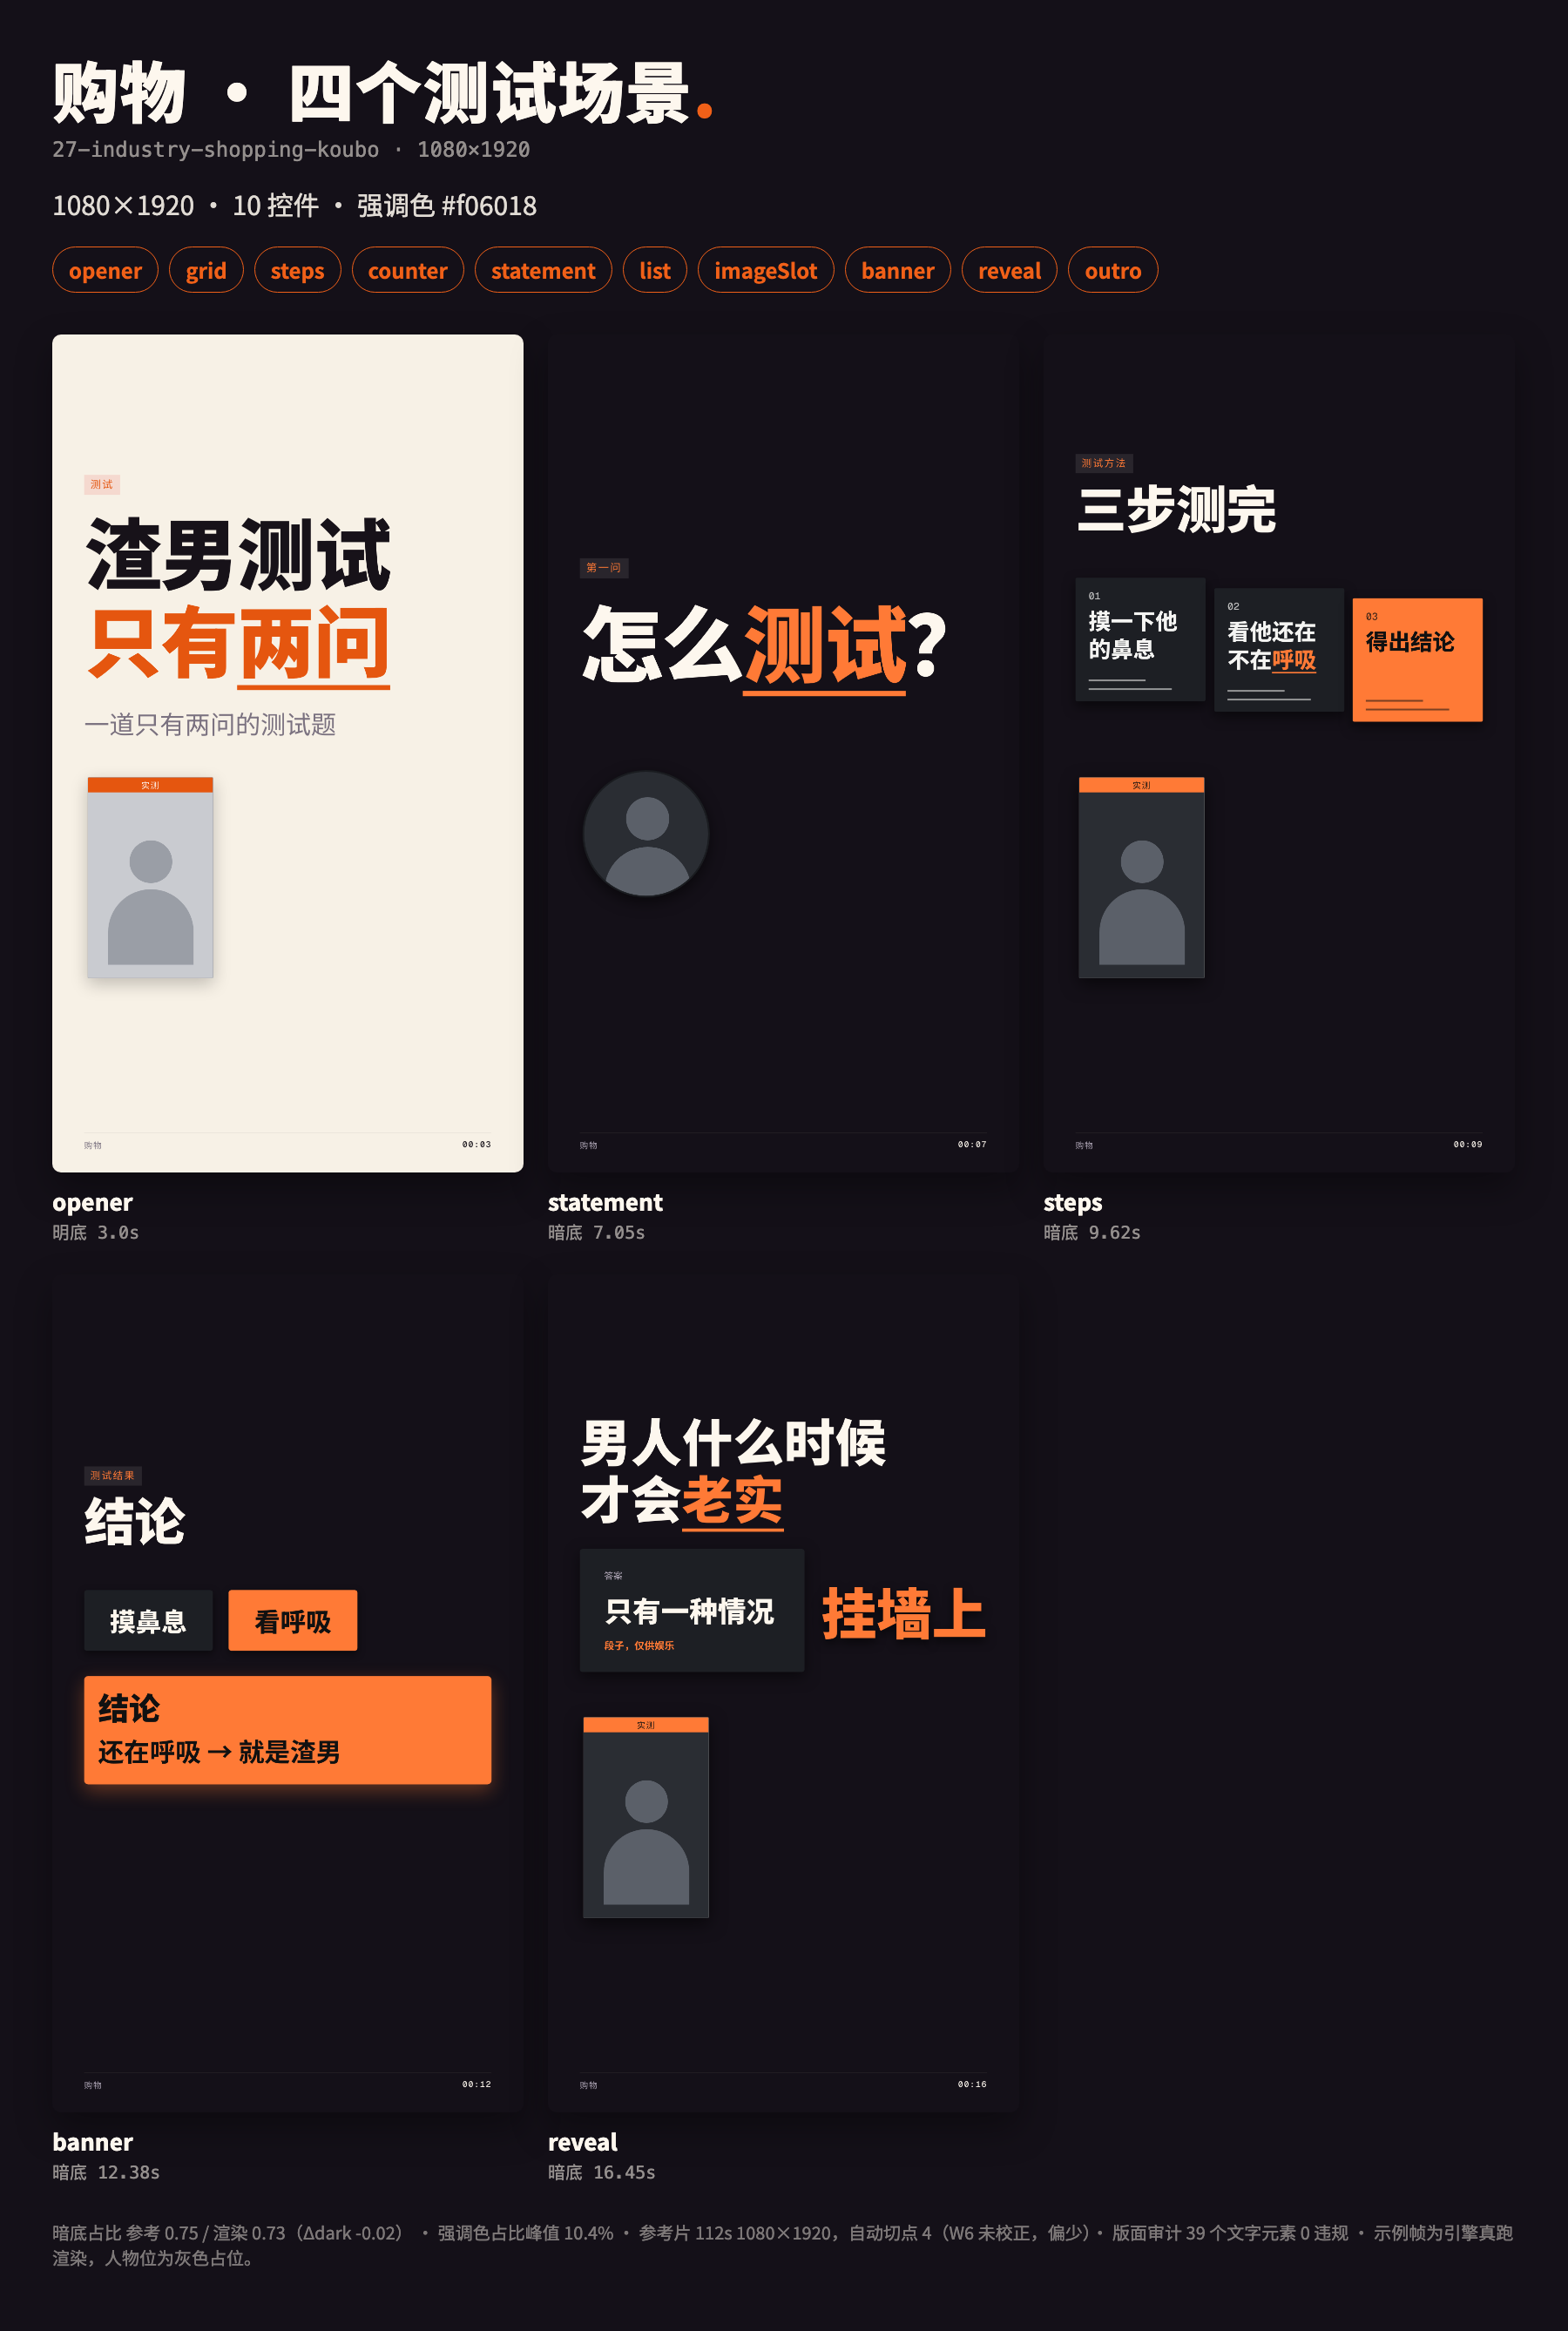 购物 · 四个测试场景.
27-industry-shopping-koubo · 1080×1920
1080×1920 · 10 控件 · 强调色 #f06018
opener grid steps counter statement list imageSlot banner reveal outro
测试
渣男测试
只有两问
一道只有两问的测试题
实测
购物 00:03
opener
明底 3.0s
第一问
怎么测试?
购物 00:07
statement
暗底 7.05s
测试方法
三步测完
01
摸一下他
的鼻息
02
看他还在
不在呼吸
03
得出结论
实测
购物 00:09
steps
暗底 9.62s
测试结果
结论
摸鼻息 看呼吸
结论
还在呼吸 → 就是渣男
购物 00:12
banner
暗底 12.38s
男人什么时候
才会老实
答案
只有一种情况
段子，仅供娱乐
挂墙上
实测
购物 00:16
reveal
暗底 16.45s
暗底占比 参考 0.75 / 渲染 0.73（Δdark -0.02） · 强调色占比峰值 10.4% · 参考片 112s 1080×1920，自动切点 4（W6 未校正，偏少）· 版面审计 39 个文字元素 0 违规 · 示例帧为引擎真跑
渲染，人物位为灰色占位。